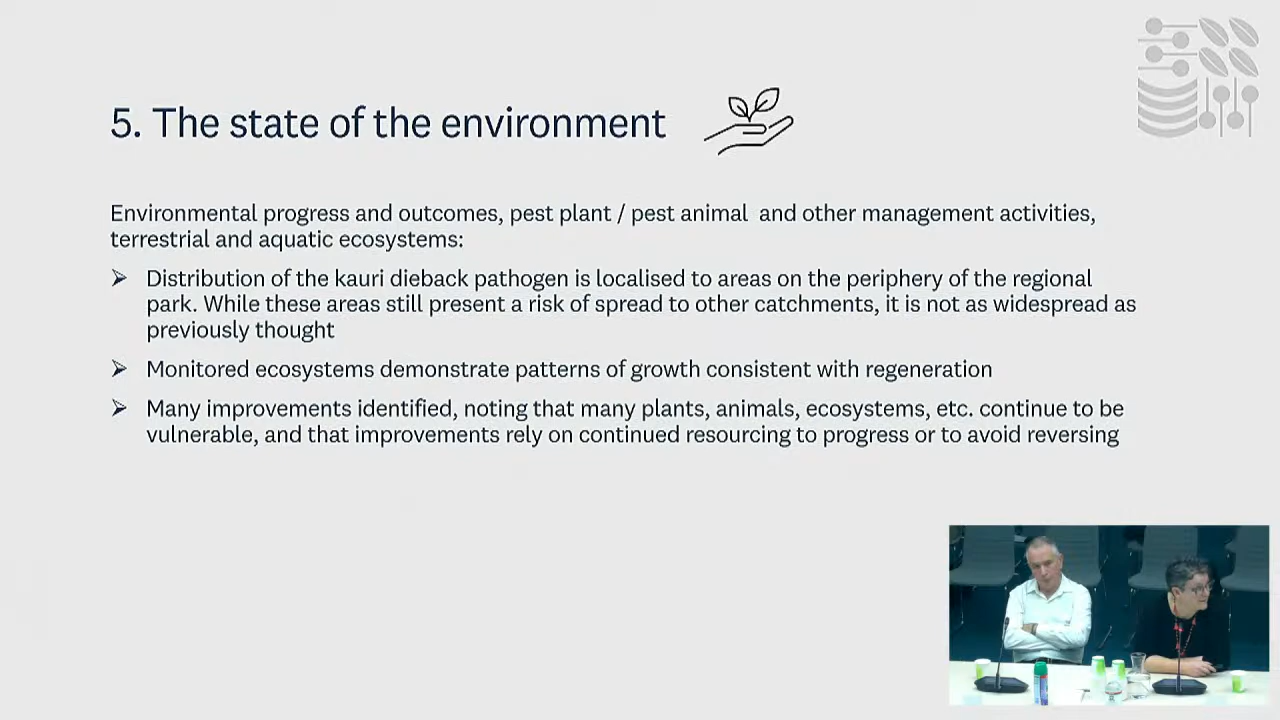 5. The state of the environment
Environmental progress and outcomes, pest plant / pest animal and other management activities,
terrestrial and aquatic ecosystems:
Distribution of the kauri dieback pathogen is localised to areas on the periphery of the regional
park. While these areas still present a risk of spread to other catchments, it is not as widespread as
previously thought
Monitored ecosystems demonstrate patterns of growth consistent with regeneration
Many improvements identified, noting that many plants, animals, ecosystems, etc. continue to be
vulnerable, and that improvements rely on continued resourcing to progress or to avoid reversing